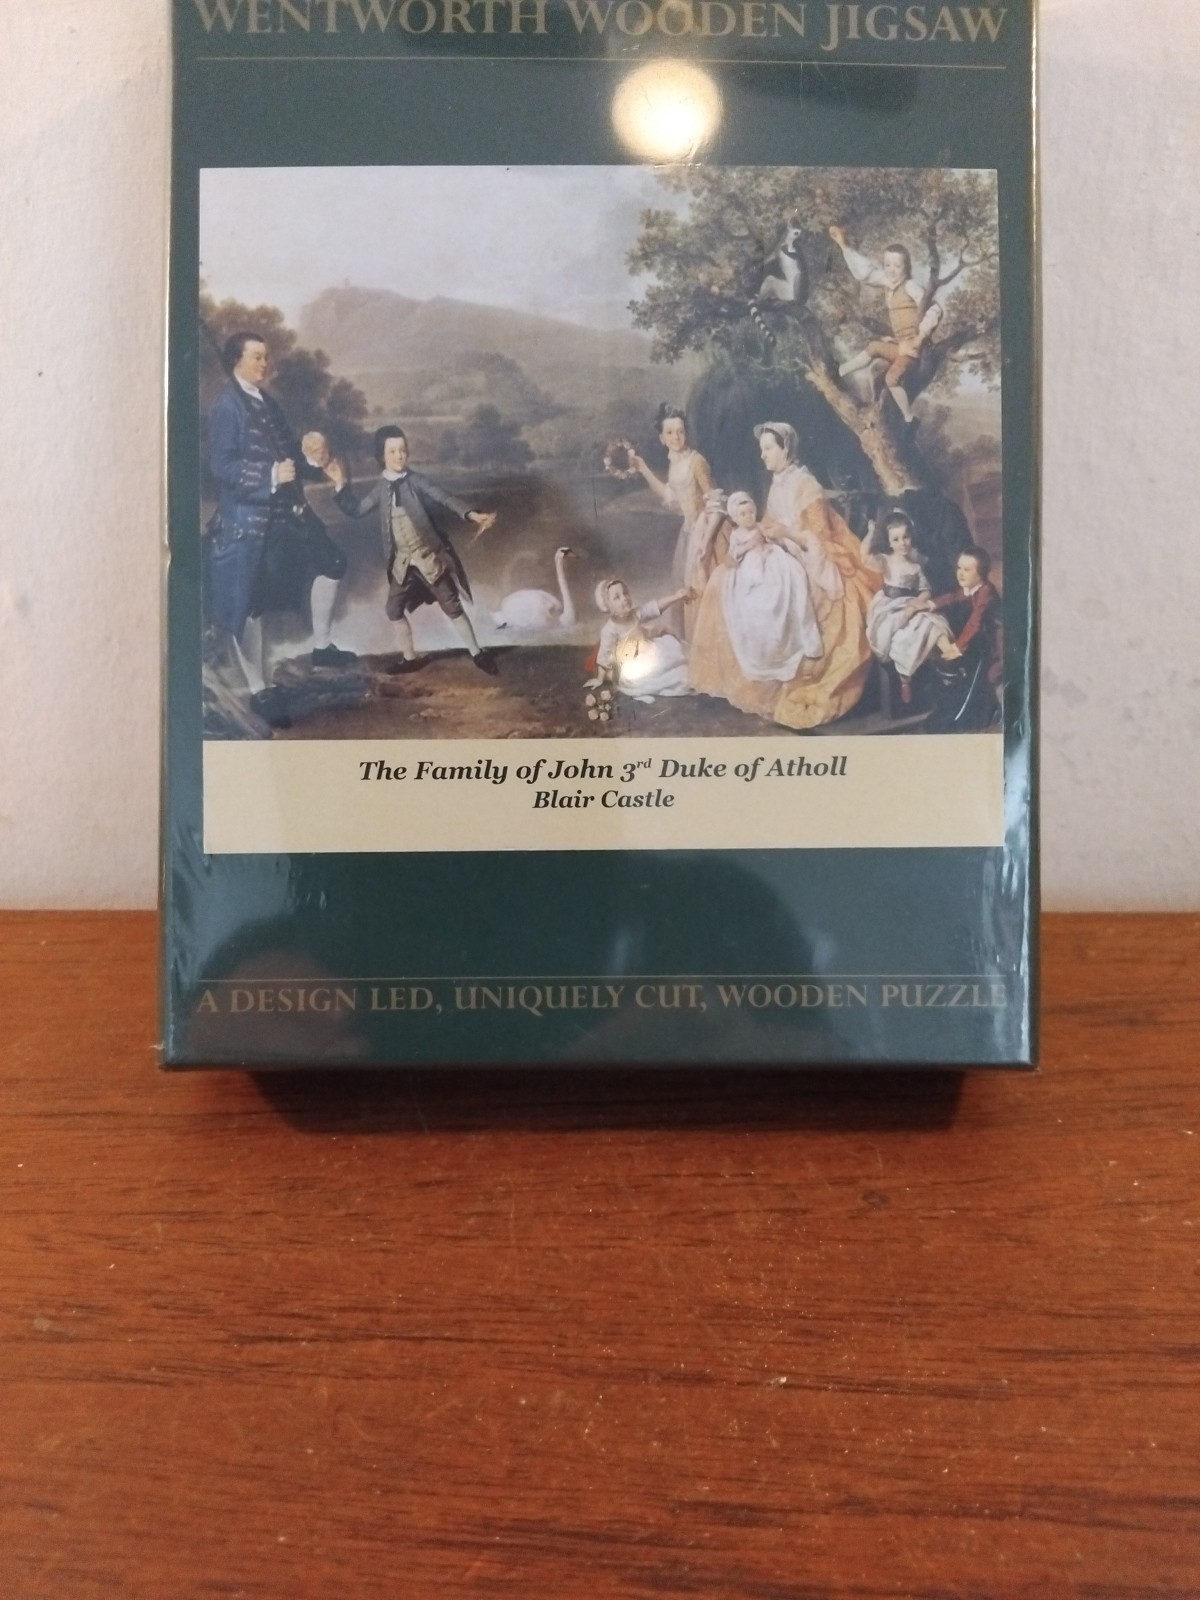 WENTWORTH WOODEN JIGSAW
The Family of John 3rd Duke of Atholl
Blair Castle
A DESIGN LED, UNIQUELY CUT, WOODEN PUZZLE